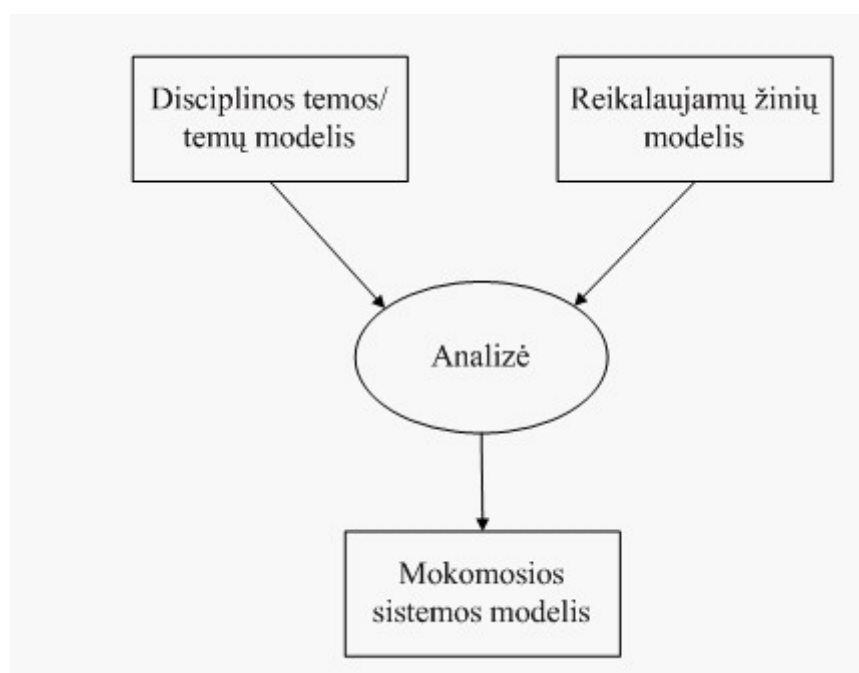 Disciplinos temos/
temų modelis
Reikalaujamų žinių
modelis
Analizė
Mokomosios
sistemos modelis